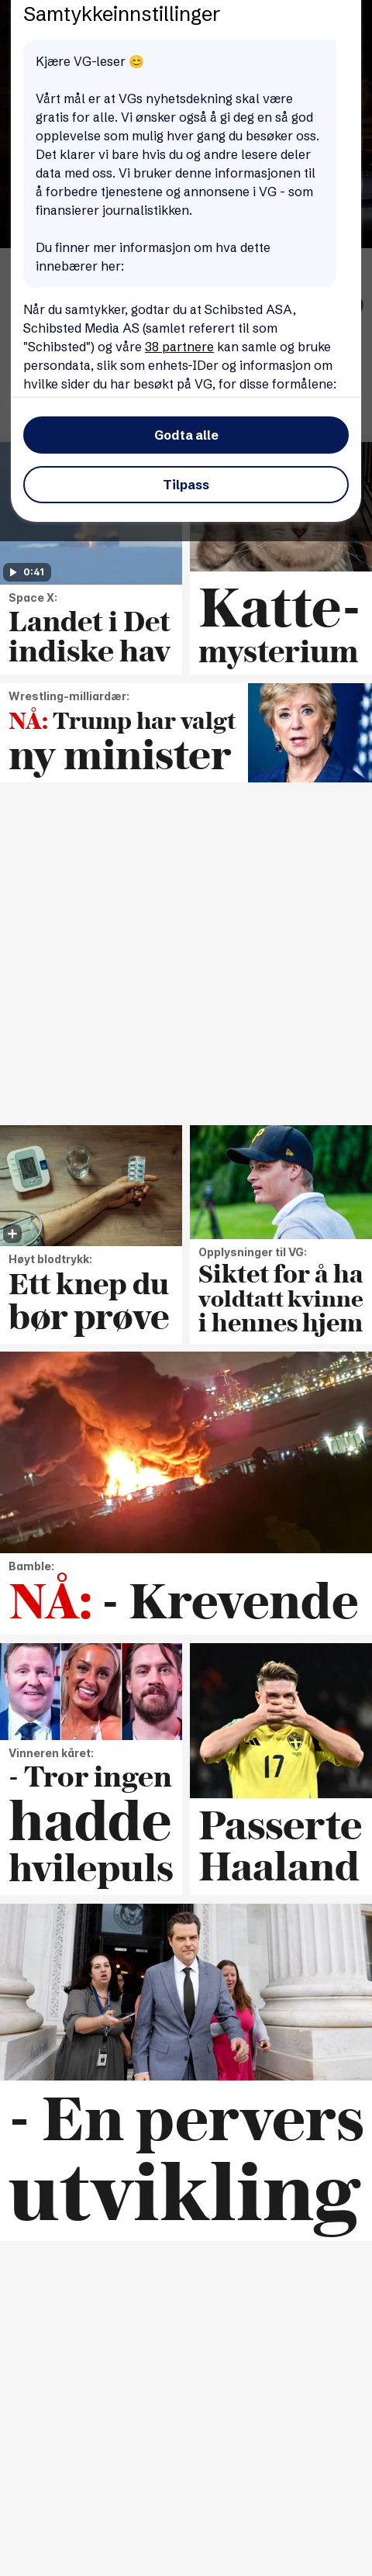 Samtykkeinnstillinger
Kjære VG-leser 😊
Vårt mål er at VGs nyhetsdekning skal være
gratis for alle. Vi ønsker også å gi deg en så god
opplevelse som mulig hver gang du besøker oss.
Det klarer vi bare hvis du og andre lesere deler
data med oss. Vi bruker denne informasjonen til
å forbedre tjenestene og annonsene i VG - som
finansierer journalistikken.
Du finner mer informasjon om hva dette
innebærer her:
Når du samtykker, godtar du at Schibsted ASA,
Schibsted Media AS (samlet referert til som
"Schibsted") og våre 38 partnere kan samle og bruke
persondata, slik som enhets-IDer og informasjon om
hvilke sider du har besøkt på VG, for disse formålene:
Godta alle
Tilpass
0:41
Space X:
Landet i Det
indiske hav
Katte-
mysterium
Wrestling-milliardær:
NÅ: Trump har valgt
ny minister
Høyt blodtrykk:
Ett knep du
bør prøve
Opplysninger til VG:
Siktet for å ha
voldtatt kvinne
i hennes hjem
Bamble:
NÅ: - Krevende
Vinneren kåret:
- Tror ingen
hadde
hvilepuls
17
Passerte
Haaland
- En pervers
utvikling